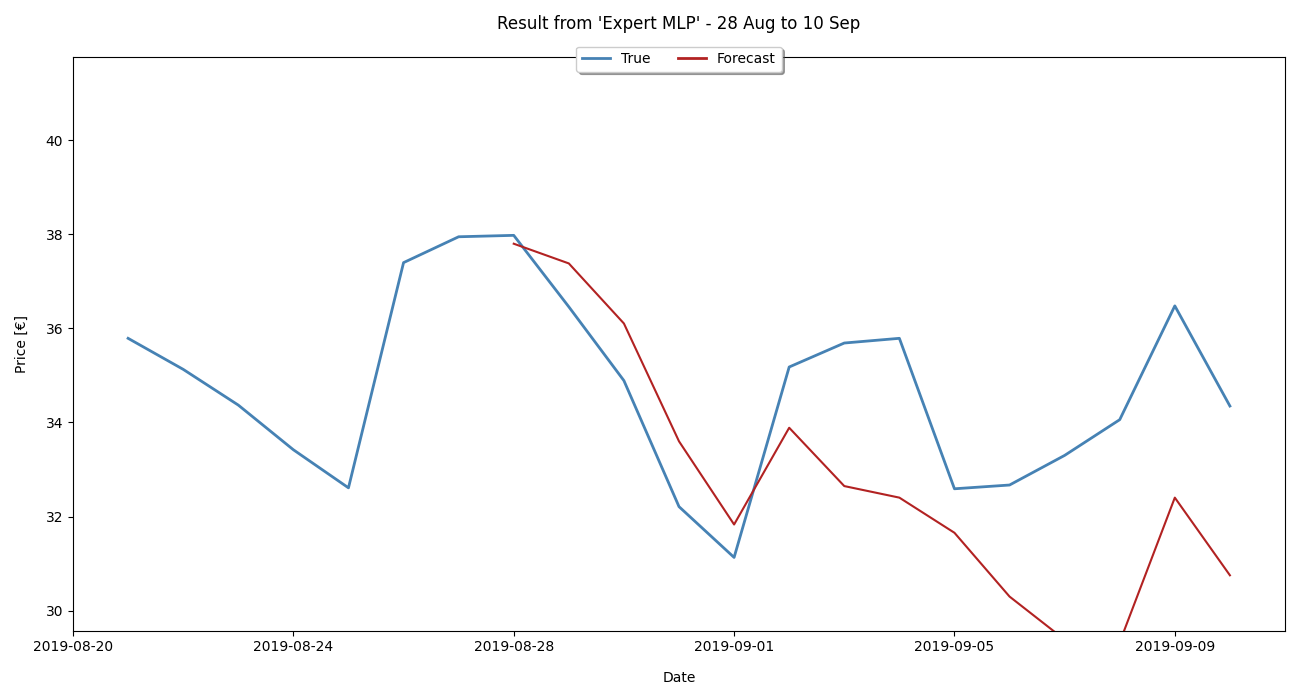 Result from 'Expert MLP' - 28 Aug to 10 Sep
True Forecast
40
38
36
34
32
30
Price [€]
2019-08-20 2019-08-24 2019-08-28 2019-09-01 2019-09-05 2019-09-09
Date